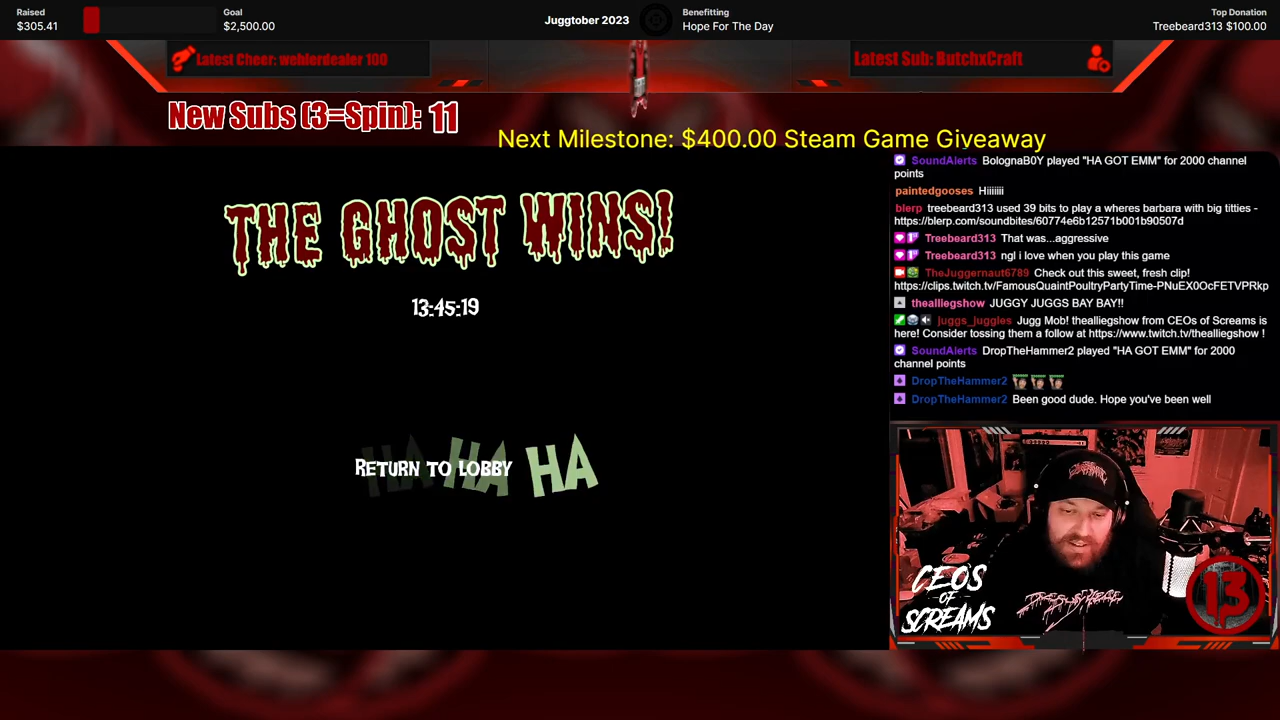 Raised
$305.41
Goal
$2,500.00
Juggtober 2023
Benefitting
Hope For The Day
Top Donation
Treebeard313 $100.00
Latest Cheer: wehlerdealer 100
Latest Sub: ButchxCraft
New Subs (3=Spin): 11
Next Milestone: $400.00 Steam Game Giveaway
THE GHOST WINS!
13:45:19
HA HA HA
RETURN TO LOBBY
SoundAlerts BolognaB0Y played "HA GOT EMM" for 2000 channel
points
paintedgooses Hiiiiiii
blerp treebeard313 used 39 bits to play a wheres barbara with big titties -
https://blerp.com/soundbites/60774e6b12571b001b90507d
Treebeard313 That was...aggressive
Treebeard313 ngl i love when you play this game
TheJuggernaut6789 Check out this sweet, fresh clip!
https://clips.twitch.tv/FamousQuaintPoultryPartyTime-PNuEX0OcFETVPRkp
thealliegshow JUGGY JUGGS BAY BAY!!
juggs_juggles Jugg Mob! thealliegshow from CEOs of Screams is
here! Consider tossing them a follow at https://www.twitch.tv/thealliegshow !
SoundAlerts DropTheHammer2 played "HA GOT EMM" for 2000
channel points
DropTheHammer2
DropTheHammer2 Been good dude. Hope you've been well
CEOS
OF
SCREAMS
13